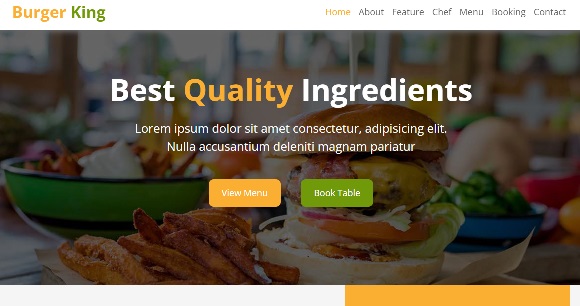 Burger King
Home About Feature Chef Menu Booking Contact
Best Quality Ingredients
Lorem ipsum dolor sit amet consectetur, adipisicing elit.
Nulla accusantium deleniti magnam pariatur
View Menu
Book Table